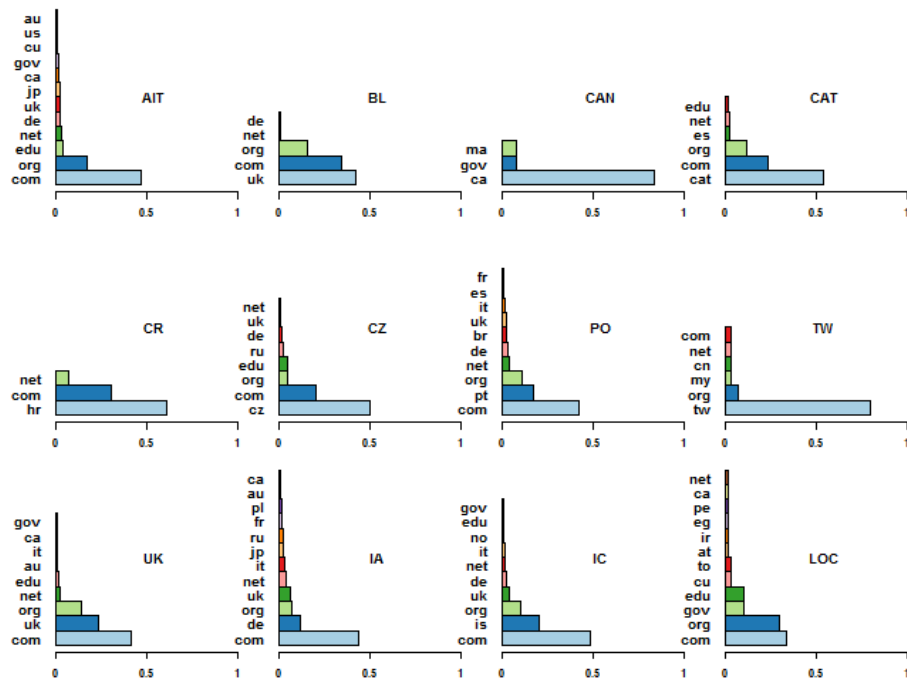 AIT
au
us
cu
gov
ca
jp
uk
de
net
edu
org
com
0 0.5 1
BL
de
net
org
com
uk
0 0.5 1
CAN
ma
gov
ca
0 0.5 1
CAT
edu
net
es
org
com
cat
0 0.5 1
CR
net
com
hr
0 0.5 1
CZ
net
uk
de
ru
edu
org
com
cz
0 0.5 1
PO
fr
es
it
uk
br
de
net
org
pt
com
0 0.5 1
TW
com
net
cn
my
org
tw
0 0.5 1
UK
gov
ca
it
au
edu
net
org
uk
com
0 0.5 1
IA
ca
au
pl
fr
ru
jp
it
net
uk
org
de
com
0 0.5 1
IC
gov
edu
no
it
net
de
uk
org
is
com
0 0.5 1
LOC
net
ca
pe
eg
ir
at
to
cu
edu
gov
org
com
0 0.5 1